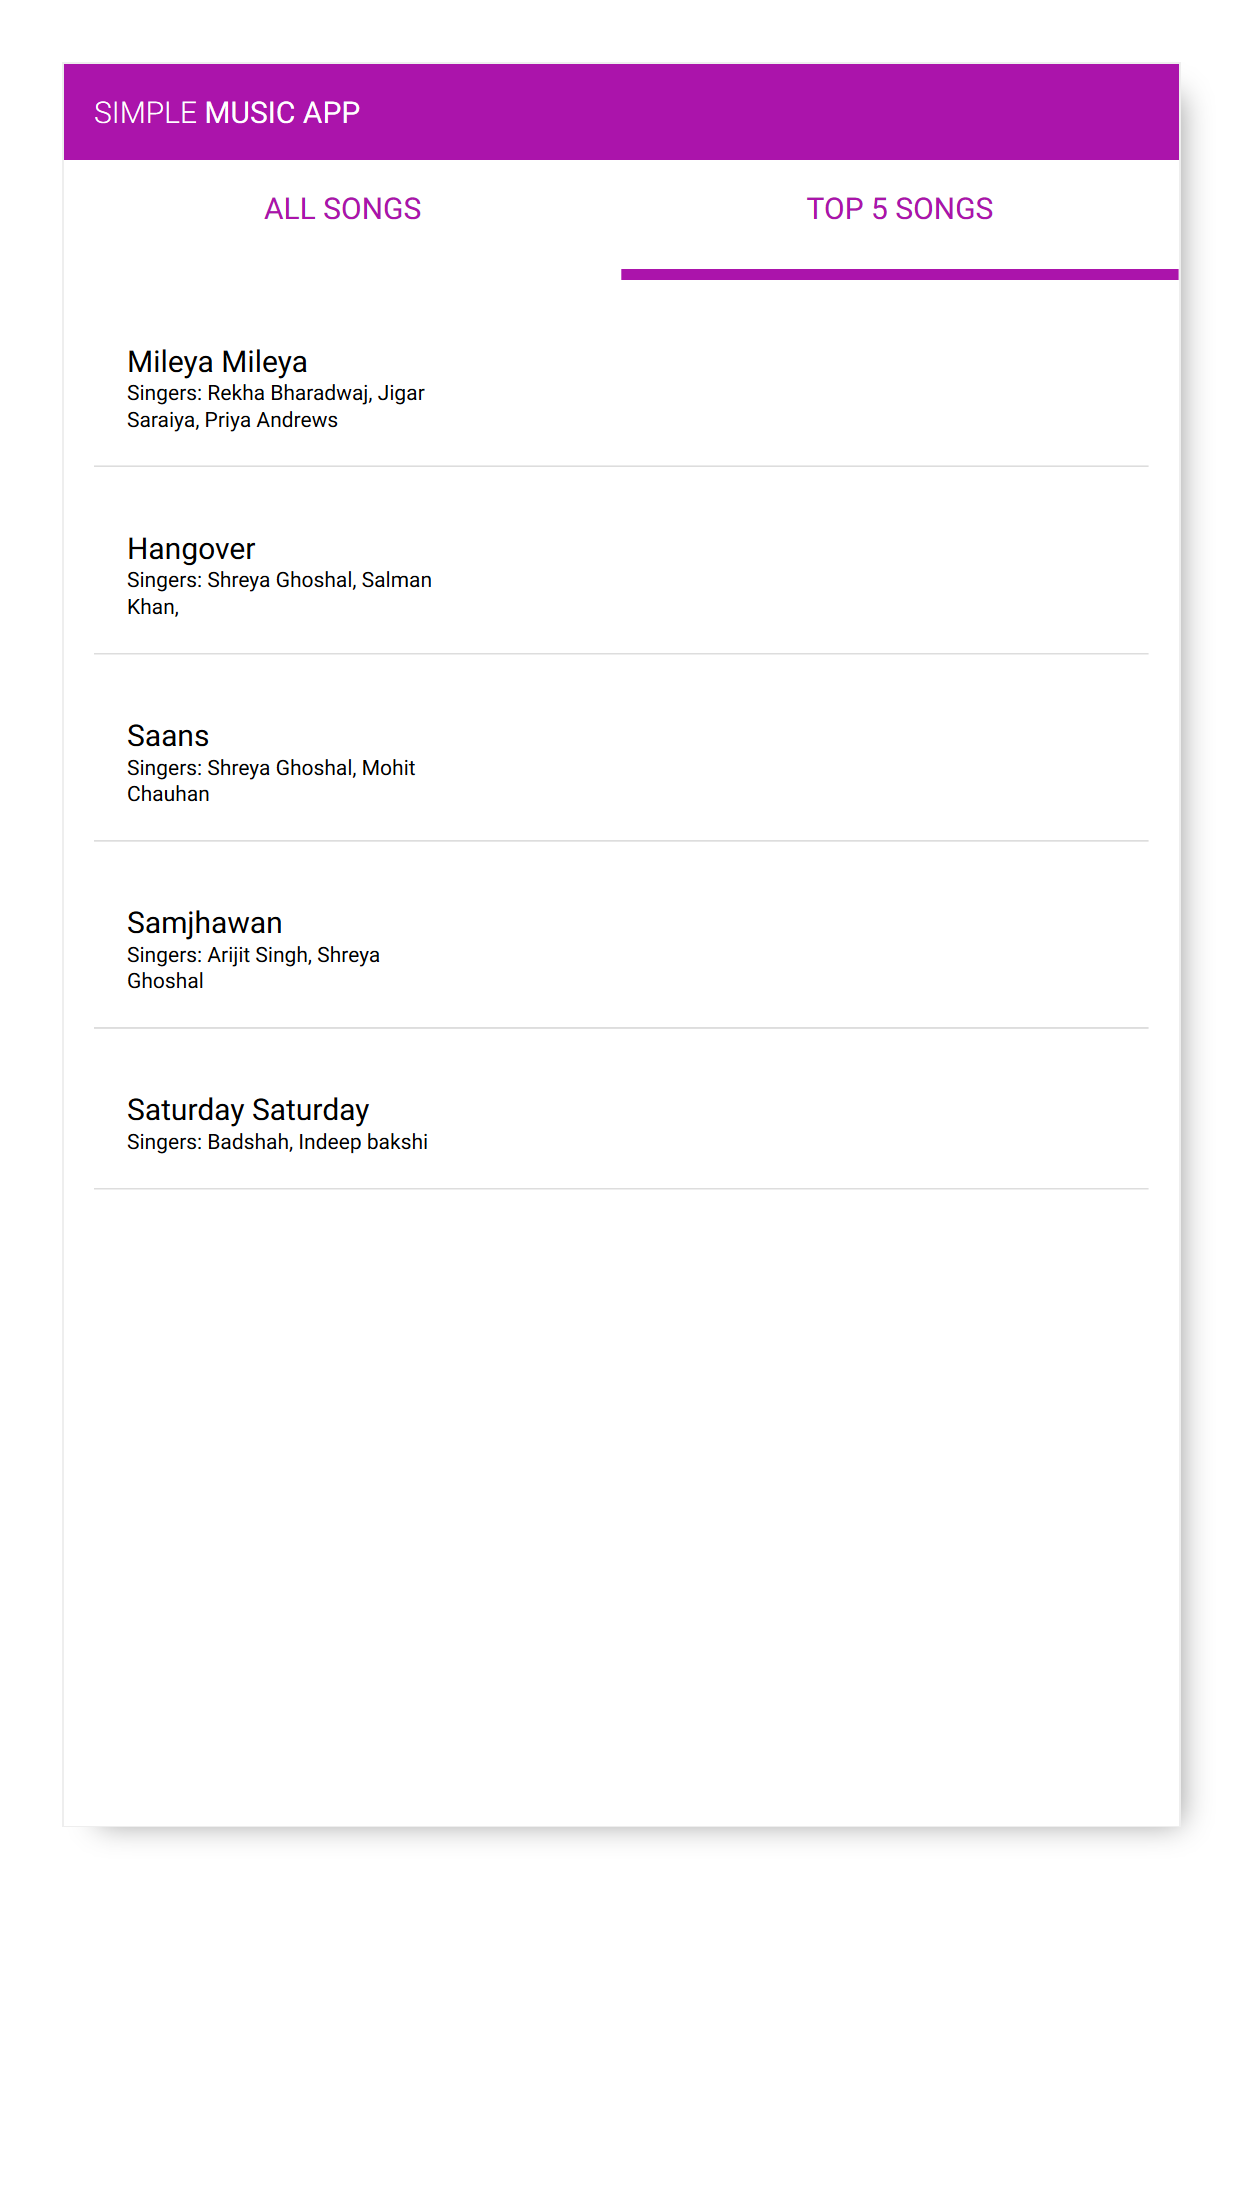 SIMPLE MUSIC APP
ALL SONGS
TOP 5 SONGS
Mileya Mileya
Singers: Rekha Bharadwaj, Jigar
Saraiya, Priya Andrews
Hangover
Singers: Shreya Ghoshal, Salman
Khan,
Saans
Singers: Shreya Ghoshal, Mohit
Chauhan
Samjhawan
Singers: Arijit Singh, Shreya
Ghoshal
Saturday Saturday
Singers: Badshah, Indeep bakshi